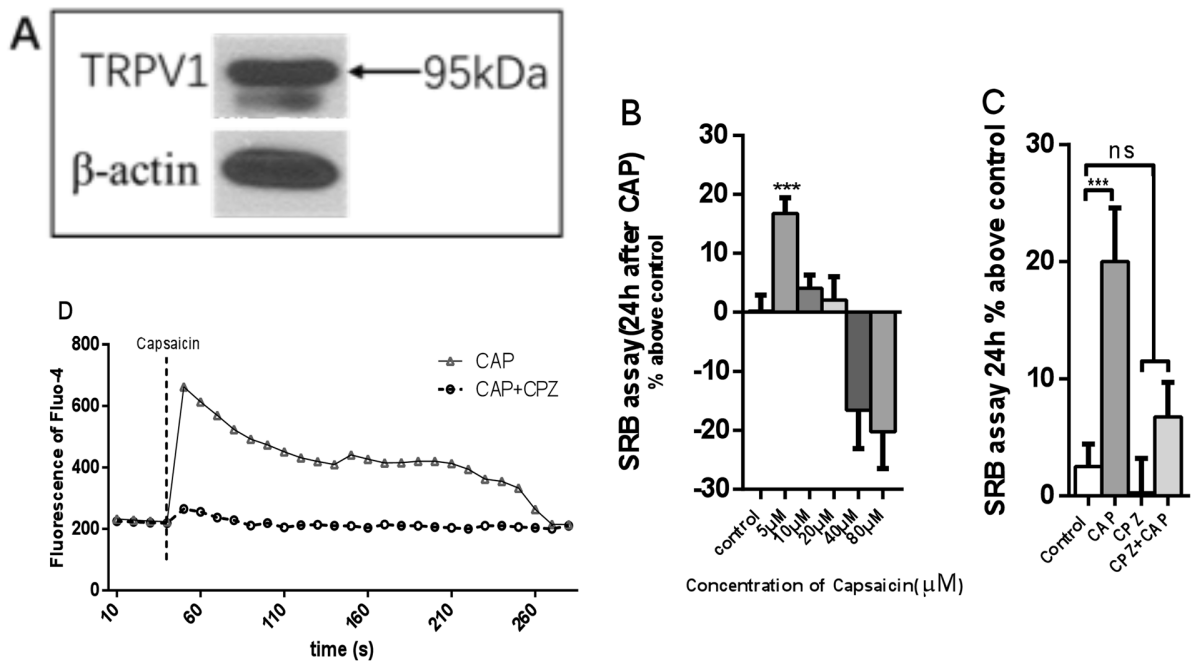 A
TRPV1
95kDa
β-actin
B
SRB assay(24h after CAP)
% above control
30
20
10
0
-10
-20
-30
***
control
5μM
10μM
20μM
40μM
80μM
Concentration of Capsaicin(μM)
C
SRB assay 24h % above control
30
20
10
0
ns
***
Control
CAP
CPZ
CPZ+CAP
D
Fluorescence of Fluo-4
800
600
400
200
0
Capsaicin
CAP
CAP+CPZ
10
60
110
160
210
260
time (s)